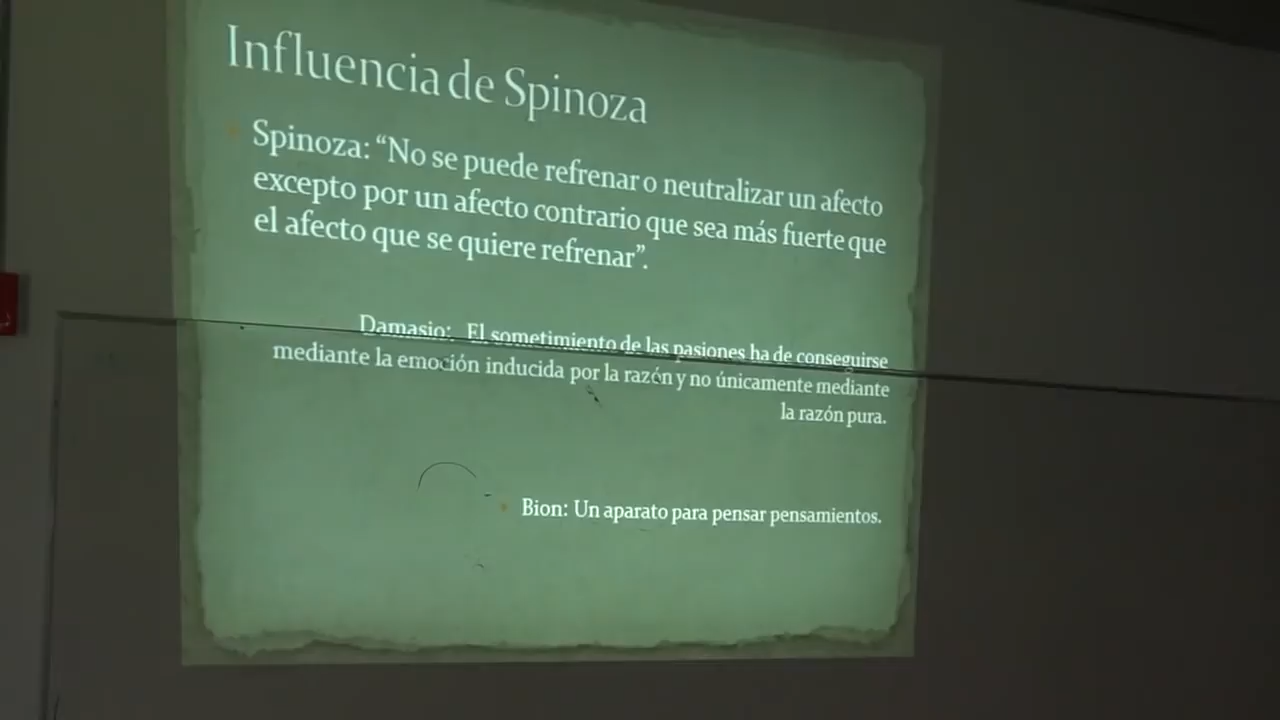 Influencia de Spinoza
Spinoza: “No se puede refrenar o neutralizar un afecto
excepto por un afecto contrario que sea más fuerte que
el afecto que se quiere refrenar”.
Damasio: El sometimiento de las pasiones ha de conseguirse
mediante la emoción inducida por la razón y no únicamente mediante
la razón pura.
Bion: Un aparato para pensar pensamientos.